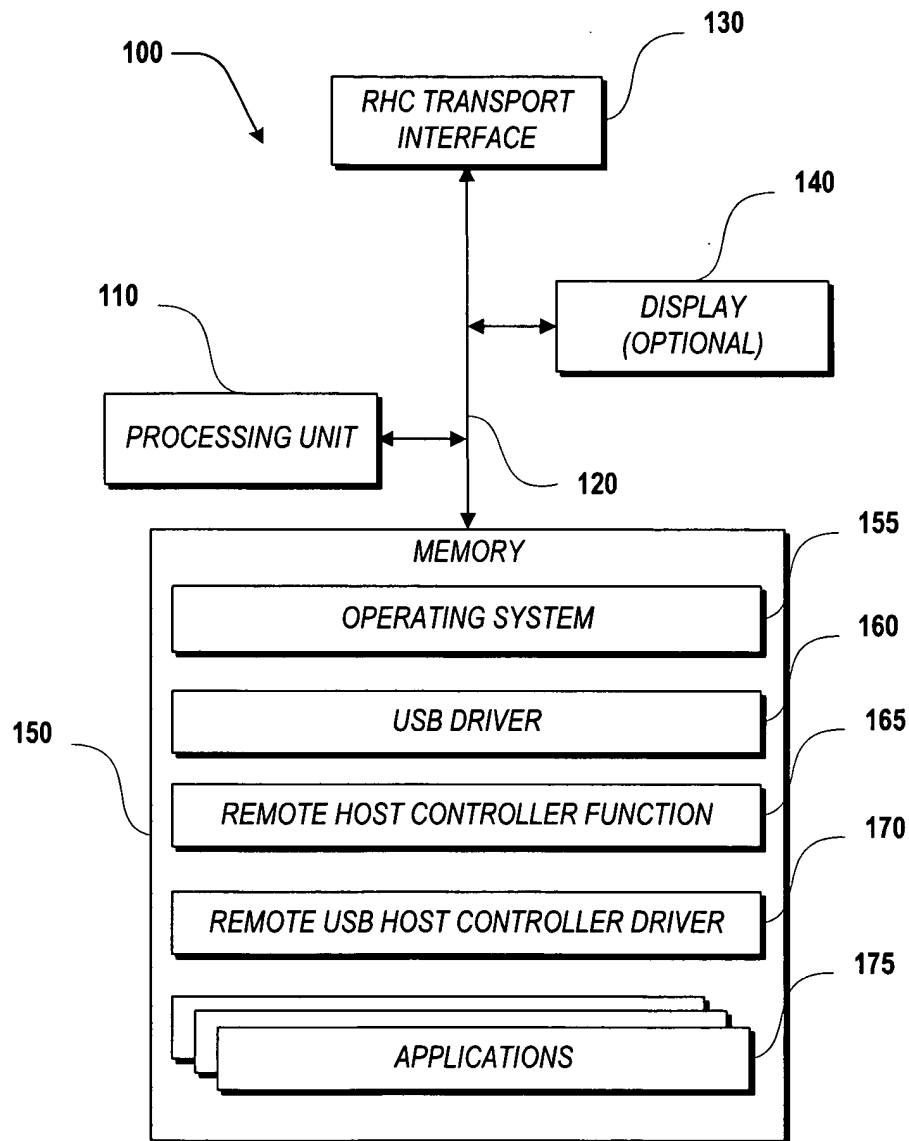 130
100
RHC TRANSPORT
INTERFACE
140
110
DISPLAY
(OPTIONAL)
PROCESSING UNIT
120
155
MEMORY
OPERATING SYSTEM
160
USB DRIVER
150
165
REMOTE HOST CONTROLLER FUNCTION
170
REMOTE USB HOST CONTROLLER DRIVER
175
APPLICATIONS